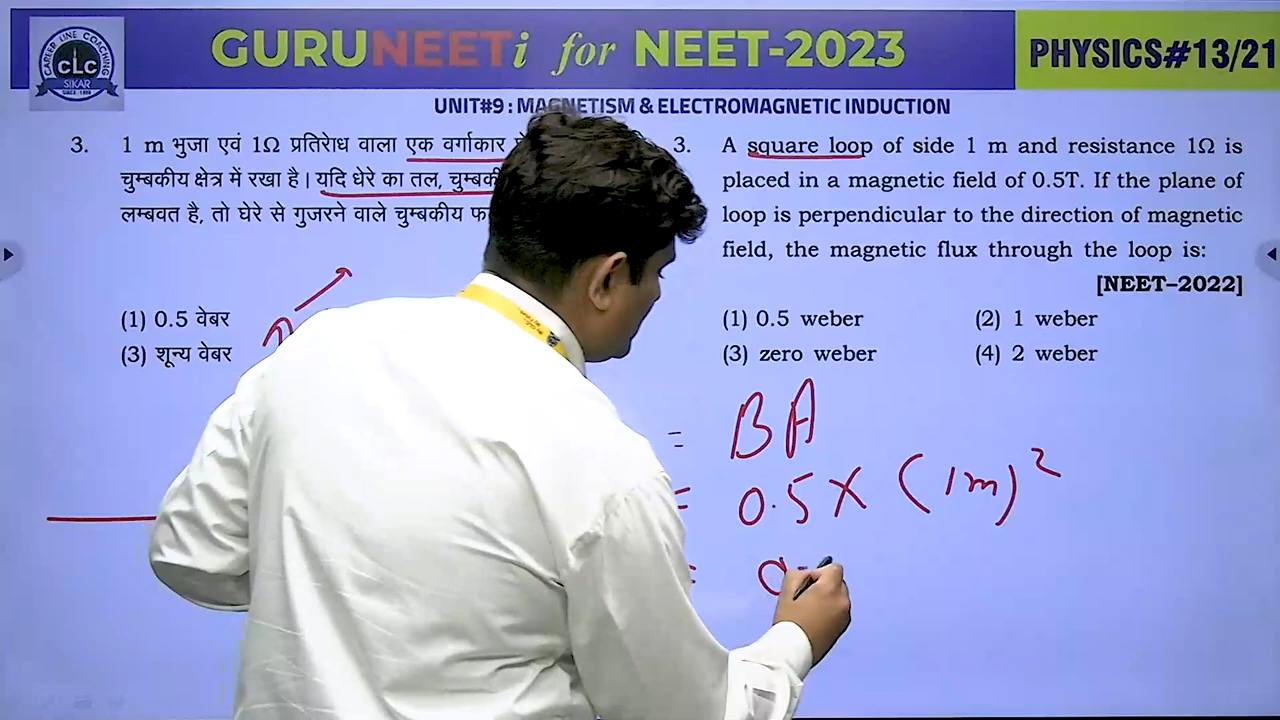 CAREER LINE COACHING
CLC
SIKAR
SINCE 1996
GURUNEETi for NEET-2023
PHYSICS#13/21
UNIT#9 : MAGNETISM & ELECTROMAGNETIC INDUCTION
3. 1 m भुजा एवं 1Ω प्रतिरोध वाला एक वर्गाकार
चुम्बकीय क्षेत्र में रखा है। यदि घेरे का तल,
लम्बवत है, तो घेरे से गुजरने वाले चुम्बकीय
(1) 0.5 वेबर
(3) शून्य वेबर
3. A square loop of side 1 m and resistance 1Ω is
placed in a magnetic field of 0.5T. If the plane of
loop is perpendicular to the direction of magnetic
field, the magnetic flux through the loop is:
[NEET–2022]
(1) 0.5 weber (2) 1 weber
(3) zero weber (4) 2 weber
= BA
= 0.5 X (1m)²
= 0